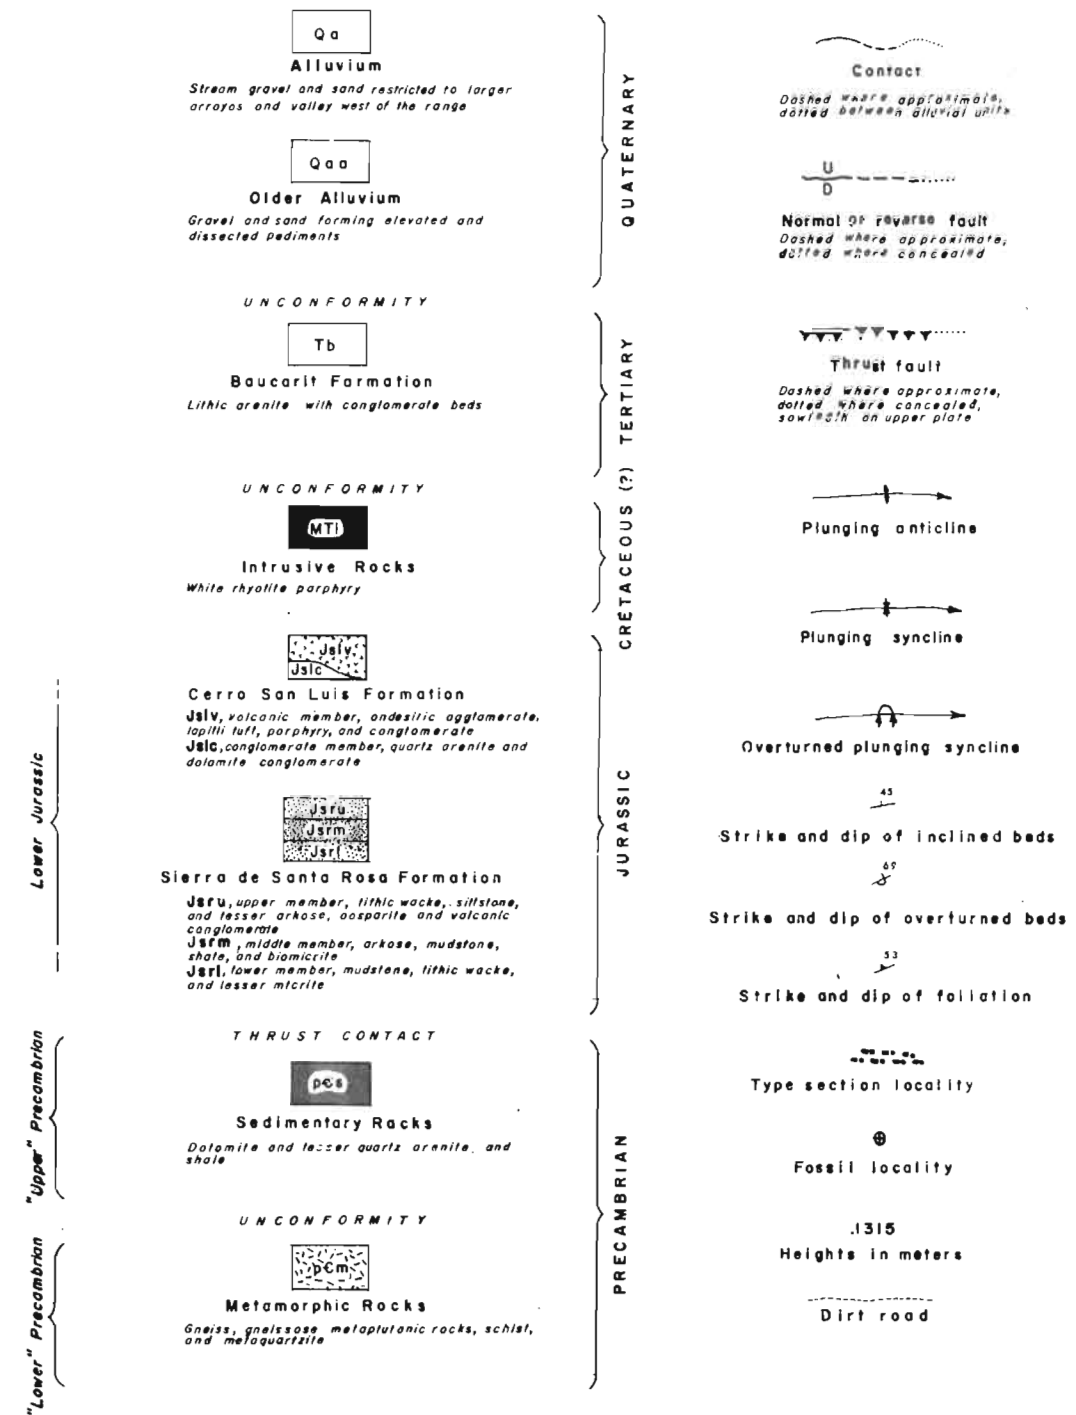 Qa
Alluvium
Stream gravel and sand restricted to larger
arroyos and valley west of the range
Qoa
Older Alluvium
Gravel and sand forming elevated and
dissected pediments
QUATERNARY
UNCONFORMITY
Tb
Baucarit Formation
Lithic arenite with conglomerate beds
TERTIARY
UNCONFORMITY
MTi
Intrusive Rocks
White rhyolite porphyry
CRETACEOUS (?)
Jslv
Jslc
Cerro San Luis Formation
Jslv, volcanic member, andesitic agglomerate,
lapilli tuff, porphyry, and conglomerate
Jslc, conglomerate member, quartz arenite and
dolomite conglomerate
Jsru
Jsrm
Jsrl
Sierra de Santa Rosa Formation
Jsru, upper member, lithic wacke, siltstone,
and lesser arkose, oosparite and volcanic
conglomerate
Jsrm, middle member, arkose, mudstone,
shale, and biomicrite
Jsrl, lower member, mudstone, lithic wacke,
and lesser micrite
Lower Jurassic
JURASSIC
THRUST CONTACT
p€s
Sedimentary Rocks
Dolomite and lesser quartz arenite, and
shale
"Upper" Precambrian
UNCONFORMITY
p€m
Metamorphic Rocks
Gneiss, gneissose metaplutonic rocks, schist,
and metaquartzite
"Lower" Precambrian
PRECAMBRIAN
Contact
Dashed where approximate,
dotted between alluvial units
U
D
Normal or reverse fault
Dashed where approximate,
dotted where concealed
Thrust fault
Dashed where approximate,
dotted where concealed,
sawtooth on upper plate
Plunging anticline
Plunging syncline
Overturned plunging syncline
45
Strike and dip of inclined beds
69
Strike and dip of overturned beds
53
Strike and dip of foliation
Type section locality
Fossil locality
.1315
Heights in meters
Dirt road